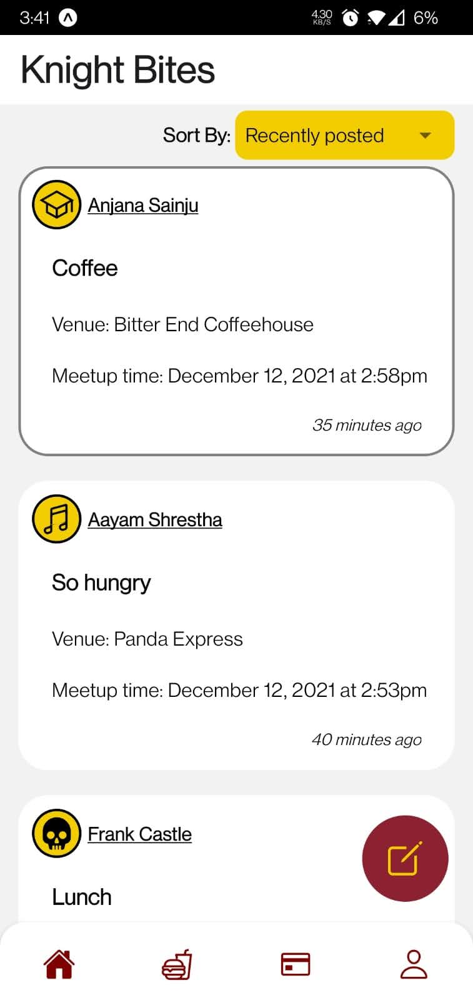 3:41 4.30 KB/S 6%
Knight Bites
Sort By: Recently posted
Anjana Sainju
Coffee
Venue: Bitter End Coffeehouse
Meetup time: December 12, 2021 at 2:58pm
35 minutes ago
Aayam Shrestha
So hungry
Venue: Panda Express
Meetup time: December 12, 2021 at 2:53pm
40 minutes ago
Frank Castle
Lunch